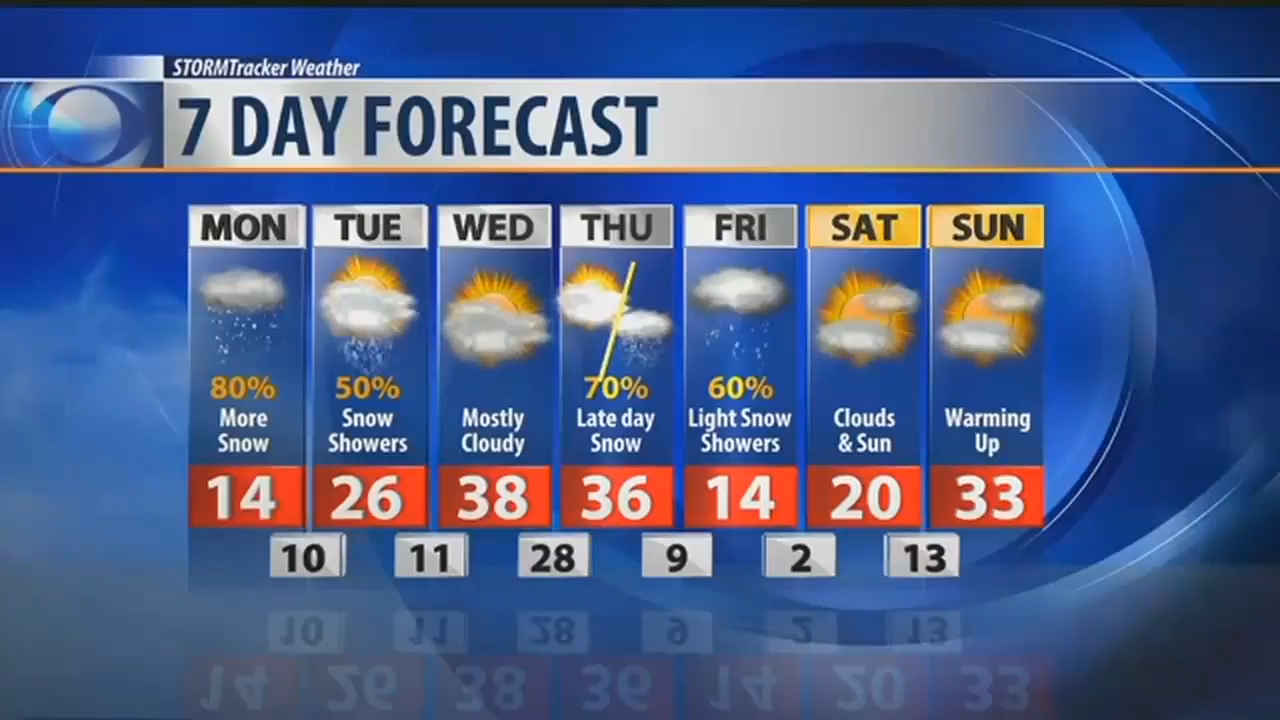 STORMTracker Weather
7 DAY FORECAST
MON TUE WED THU FRI SAT SUN
80% 50% 70% 60%
More Snow Mostly Late day Light Snow Clouds Warming
Snow Showers Cloudy Snow Showers & Sun Up
14 26 38 36 14 20 33
10 11 28 9 2 13